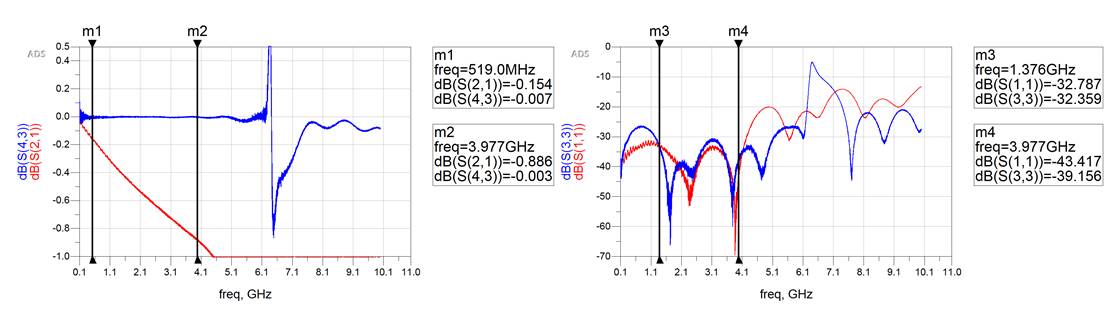 m1
m2
ADS
0.5
0.4
0.2
0.0
-0.2
-0.4
-0.6
-0.8
-1.0
0.1
1.1
2.1
3.1
4.1
5.1
6.1
7.1
8.1
9.1
10.1
11.0
freq, GHz
dB(S(4,3))
dB(S(2,1))
m1
freq=519.0MHz
dB(S(2,1))=-0.154
dB(S(4,3))=-0.007
m2
freq=3.977GHz
dB(S(2,1))=-0.886
dB(S(4,3))=-0.003
m3
m4
ADS
0
-10
-20
-30
-40
-50
-60
-70
0.1
1.1
2.1
3.1
4.1
5.1
6.1
7.1
8.1
9.1
10.1
11.0
freq, GHz
dB(S(3,3))
dB(S(1,1))
m3
freq=1.376GHz
dB(S(1,1))=-32.787
dB(S(3,3))=-32.359
m4
freq=3.977GHz
dB(S(1,1))=-43.417
dB(S(3,3))=-39.156